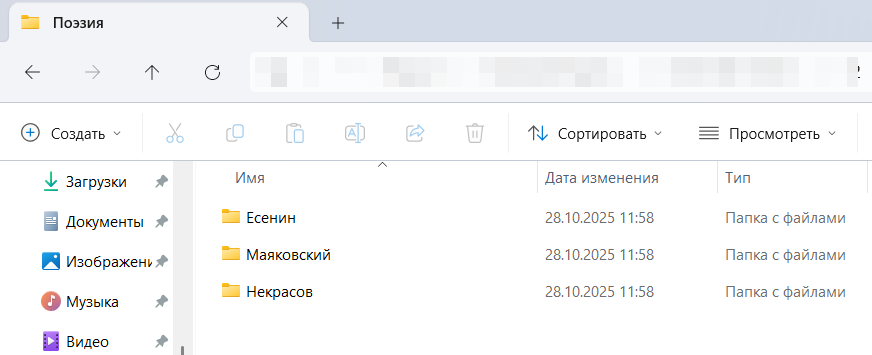 Поэзия
Создать
Сортировать
Просмотреть
Имя
Дата изменения
Тип
Загрузки
Документы
Изображени
Музыка
Видео
Есенин 28.10.2025 11:58 Папка с файлами
Маяковский 28.10.2025 11:58 Папка с файлами
Некрасов 28.10.2025 11:58 Папка с файлами